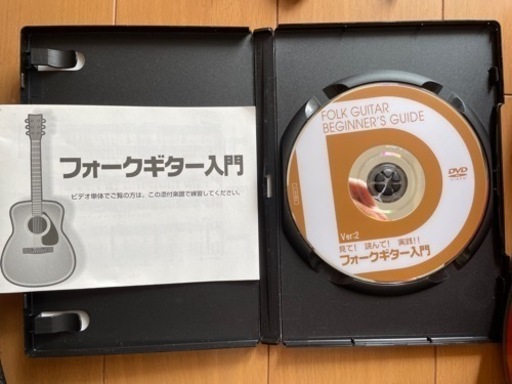 フォークギター入門
ビデオ単体でご覧の方は、この添付楽譜で練習してください。
FOLK GUITAR
BEGINNER'S GUIDE
DVD
VIDEO
Ver.2
見て! 読んで! 実践!!
フォークギター入門